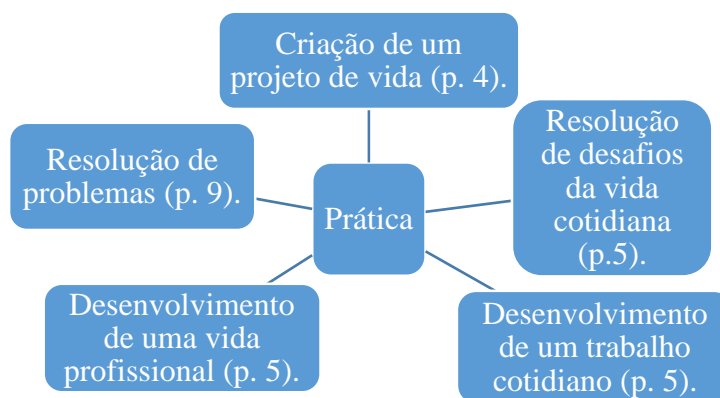 Criação de um
projeto de vida (p. 4).
Resolução
de desafios
da vida
cotidiana
(p.5).
Resolução de
problemas (p. 9).
Prática
Desenvolvimento
de uma vida
profissional (p. 5).
Desenvolvimento
de um trabalho
cotidiano (p. 5).